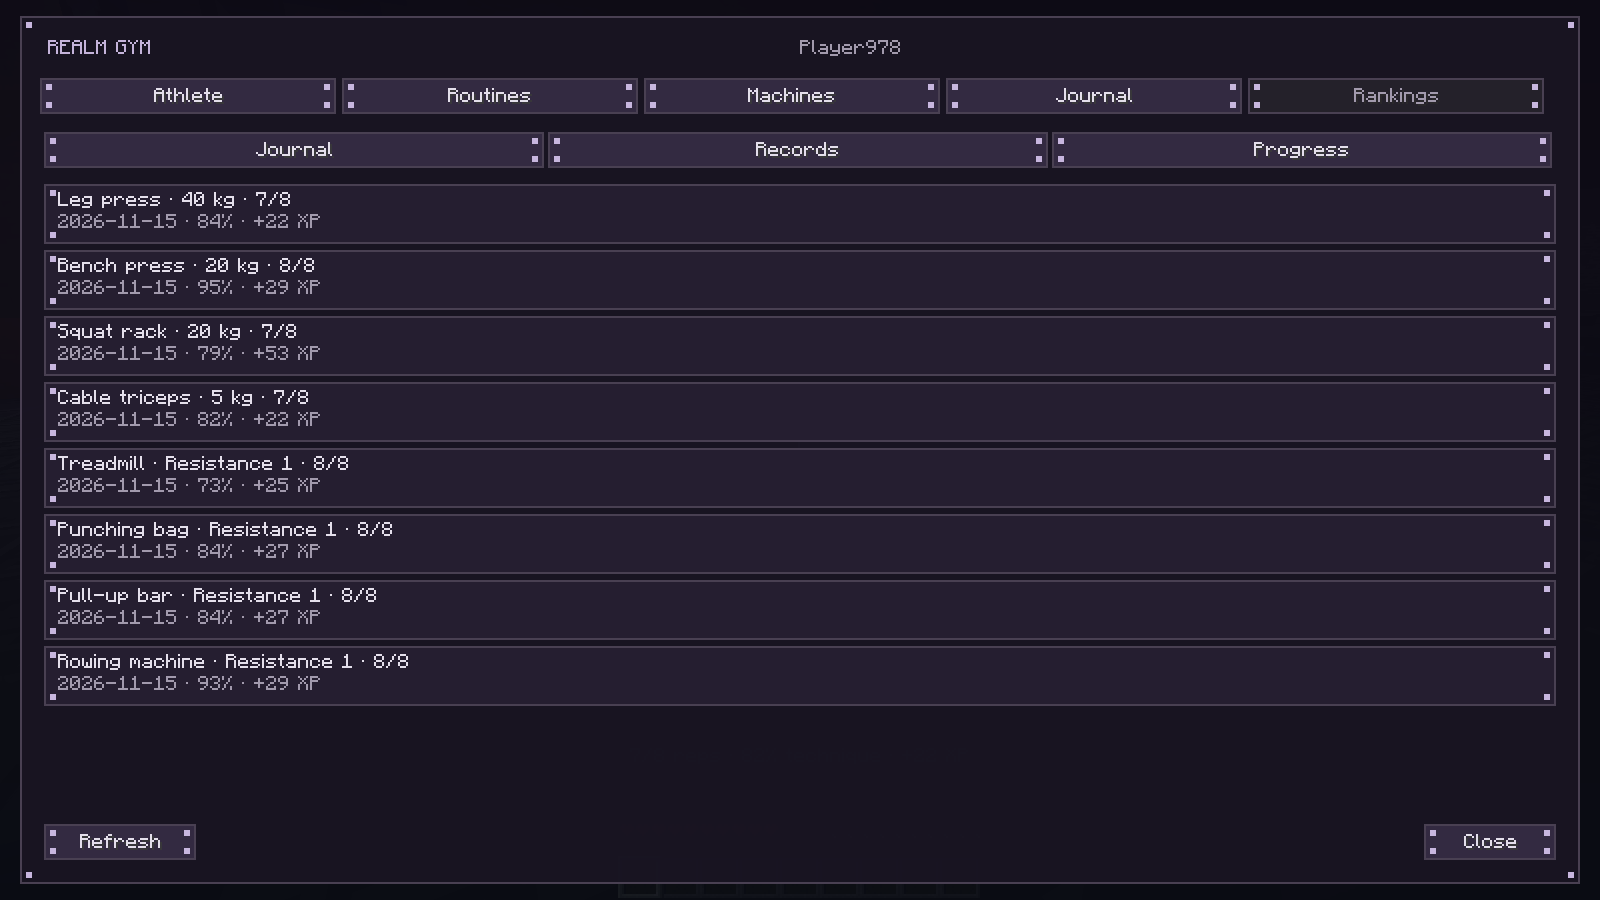 REALM GYM
Player978
Athlete
Routines
Machines
Journal
Rankings
Journal
Records
Progress
Leg press · 40 kg · 7/8
2026-11-15 · 84% · +22 XP
Bench press · 20 kg · 8/8
2026-11-15 · 95% · +29 XP
Squat rack · 20 kg · 7/8
2026-11-15 · 79% · +53 XP
Cable triceps · 5 kg · 7/8
2026-11-15 · 82% · +22 XP
Treadmill · Resistance 1 · 8/8
2026-11-15 · 73% · +25 XP
Punching bag · Resistance 1 · 8/8
2026-11-15 · 84% · +27 XP
Pull-up bar · Resistance 1 · 8/8
2026-11-15 · 84% · +27 XP
Rowing machine · Resistance 1 · 8/8
2026-11-15 · 93% · +29 XP
Refresh
Close